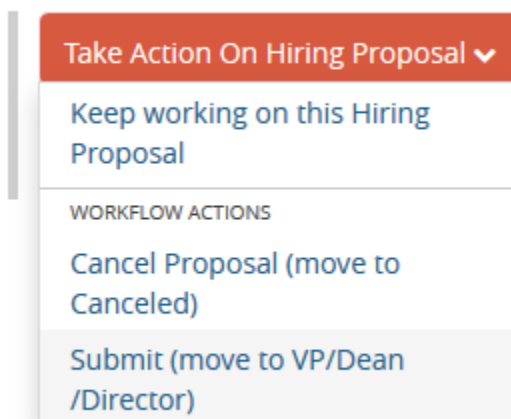 Take Action On Hiring Proposal
Keep working on this Hiring
Proposal
WORKFLOW ACTIONS
Cancel Proposal (move to
Canceled)
Submit (move to VP/Dean
/Director)